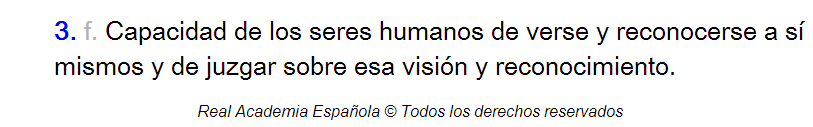 3. f. Capacidad de los seres humanos de verse y reconocerse a sí
mismos y de juzgar sobre esa visión y reconocimiento.
Real Academia Española © Todos los derechos reservados